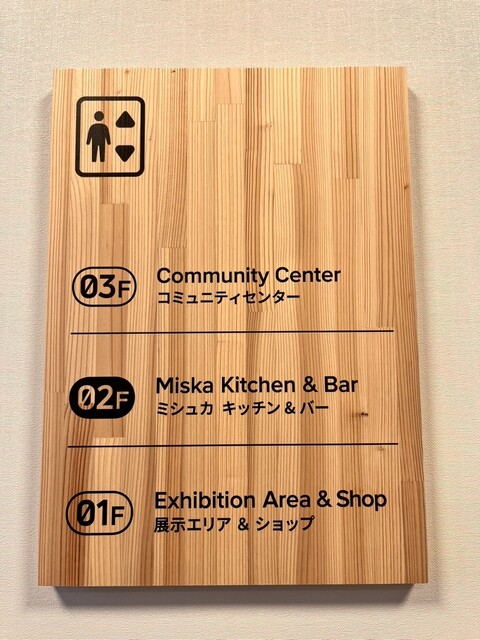 03F Community Center
コミュニティセンター
02F Miska Kitchen & Bar
ミシュカ キッチン & バー
01F Exhibition Area & Shop
展示エリア & ショップ